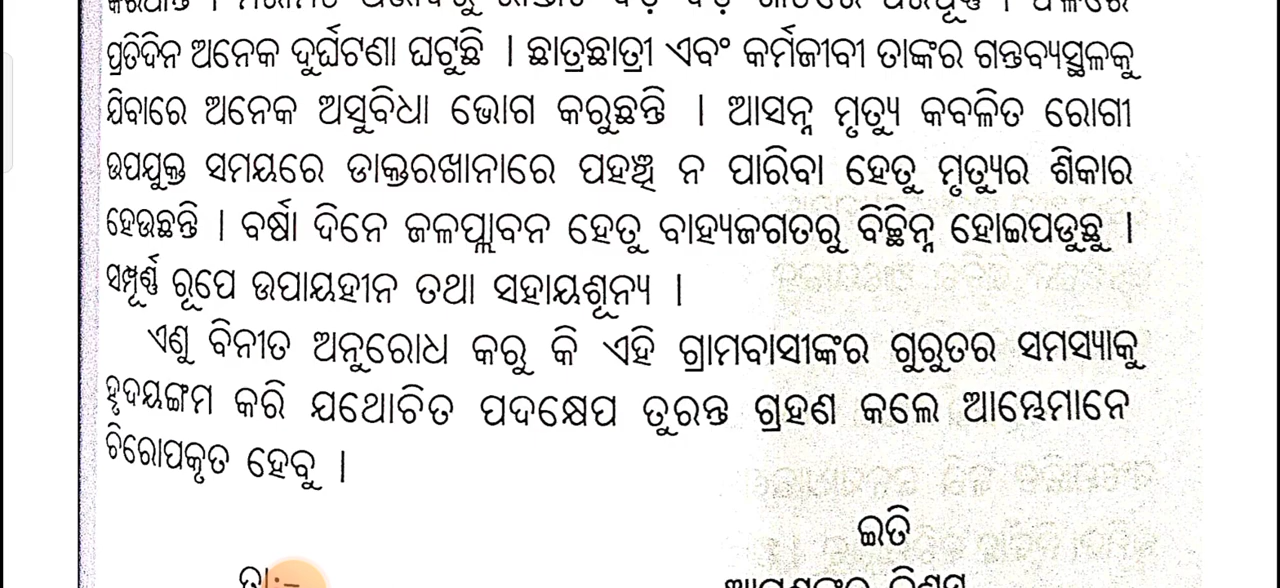 ପ୍ରତିଦିନ ଅନେକ ଦୁର୍ଘଟଣା ଘଟୁଛି । ଛାତ୍ରଛାତ୍ରୀ ଏବଂ କର୍ମଜୀବୀ ତାଙ୍କର ଗନ୍ତବ୍ୟସ୍ଥଳକୁ
ଯିବାରେ ଅନେକ ଅସୁବିଧା ଭୋଗ କରୁଛନ୍ତି । ଆସନ୍ନ ମୃତ୍ୟୁ କବଳିତ ରୋଗୀ
ଉପଯୁକ୍ତ ସମୟରେ ଡାକ୍ତରଖାନାରେ ପହଞ୍ଚି ନ ପାରିବା ହେତୁ ମୃତ୍ୟୁର ଶିକାର
ହେଉଛନ୍ତି । ବର୍ଷା ଦିନେ ଜଳପ୍ଲାବନ ହେତୁ ବାହ୍ୟଜଗତରୁ ବିଚ୍ଛିନ୍ନ ହୋଇପଡୁଛୁ ।
ସମ୍ପୂର୍ଣ୍ଣ ରୂପେ ଉପାୟହୀନ ତଥା ସହାୟଶୂନ୍ୟ ।
ଏଣୁ ବିନୀତ ଅନୁରୋଧ କରୁ କି ଏହି ଗ୍ରାମବାସୀଙ୍କର ଗୁରୁତର ସମସ୍ୟାକୁ
ହୃଦୟଙ୍ଗମ କରି ଯଥୋଚିତ ପଦକ୍ଷେପ ତୁରନ୍ତ ଗ୍ରହଣ କଲେ ଆମ୍ଭେମାନେ
ଚିରୋପକୃତ ହେବୁ ।
ଇତି